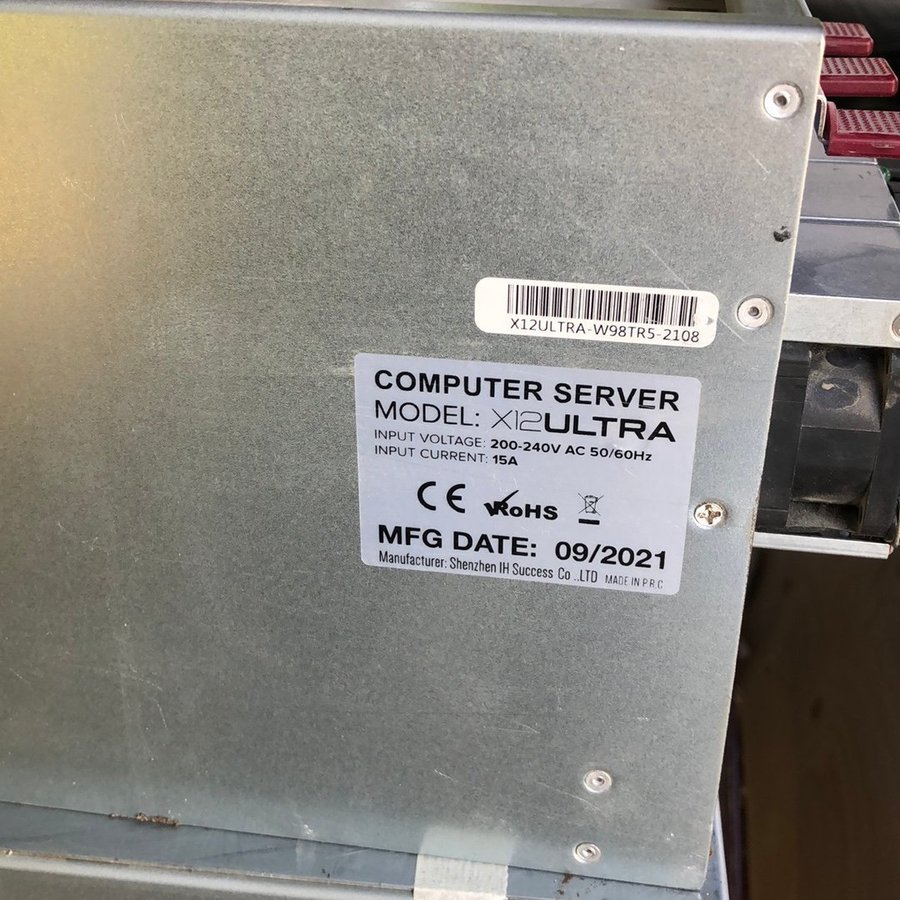 X12ULTRA-W98TR5-2108
COMPUTER SERVER
MODEL: X12ULTRA
INPUT VOLTAGE: 200-240V AC 50/60Hz
INPUT CURRENT: 15A
CE RoHS
MFG DATE: 09/2021
Manufacturer: Shenzhen IH Success Co .,LTD MADE IN P.R.C